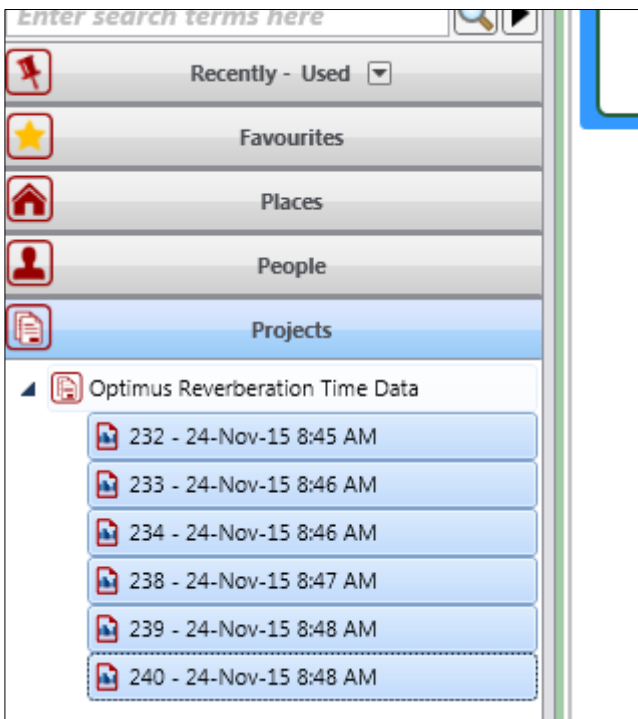 Enter search terms here
Recently - Used
Favourites
Places
People
Projects
Optimus Reverberation Time Data
232 - 24-Nov-15 8:45 AM
233 - 24-Nov-15 8:46 AM
234 - 24-Nov-15 8:46 AM
238 - 24-Nov-15 8:47 AM
239 - 24-Nov-15 8:48 AM
240 - 24-Nov-15 8:48 AM